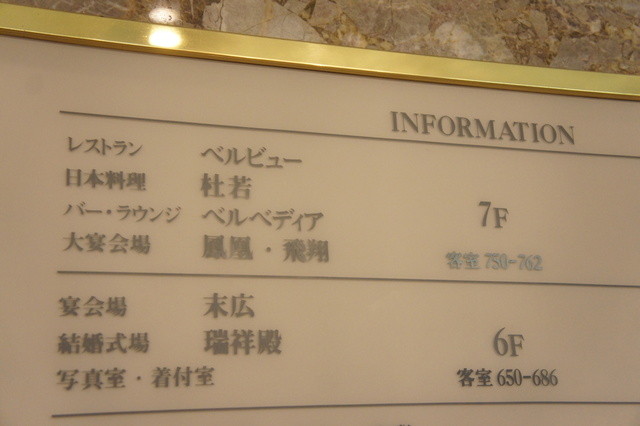 INFORMATION
レストラン ベルビュー
日本料理 杜若
バー・ラウンジ ベルベディア
7F
大宴会場 鳳凰・飛翔
客室 750-762
宴会場 末広
結婚式場 瑞祥殿
6F
写真室・着付室
客室 650-686